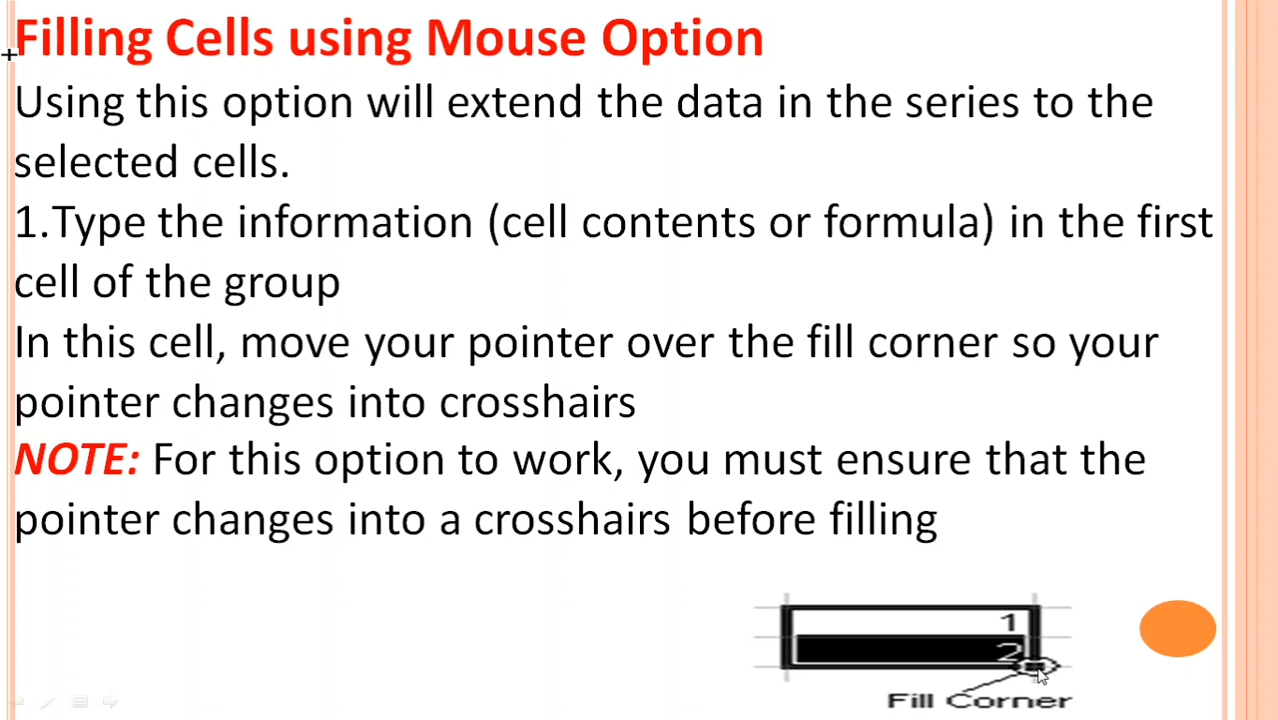 Filling Cells using Mouse Option
Using this option will extend the data in the series to the
selected cells.
1.Type the information (cell contents or formula) in the first
cell of the group
In this cell, move your pointer over the fill corner so your
pointer changes into crosshairs
NOTE: For this option to work, you must ensure that the
pointer changes into a crosshairs before filling
1
2
Fill Corner